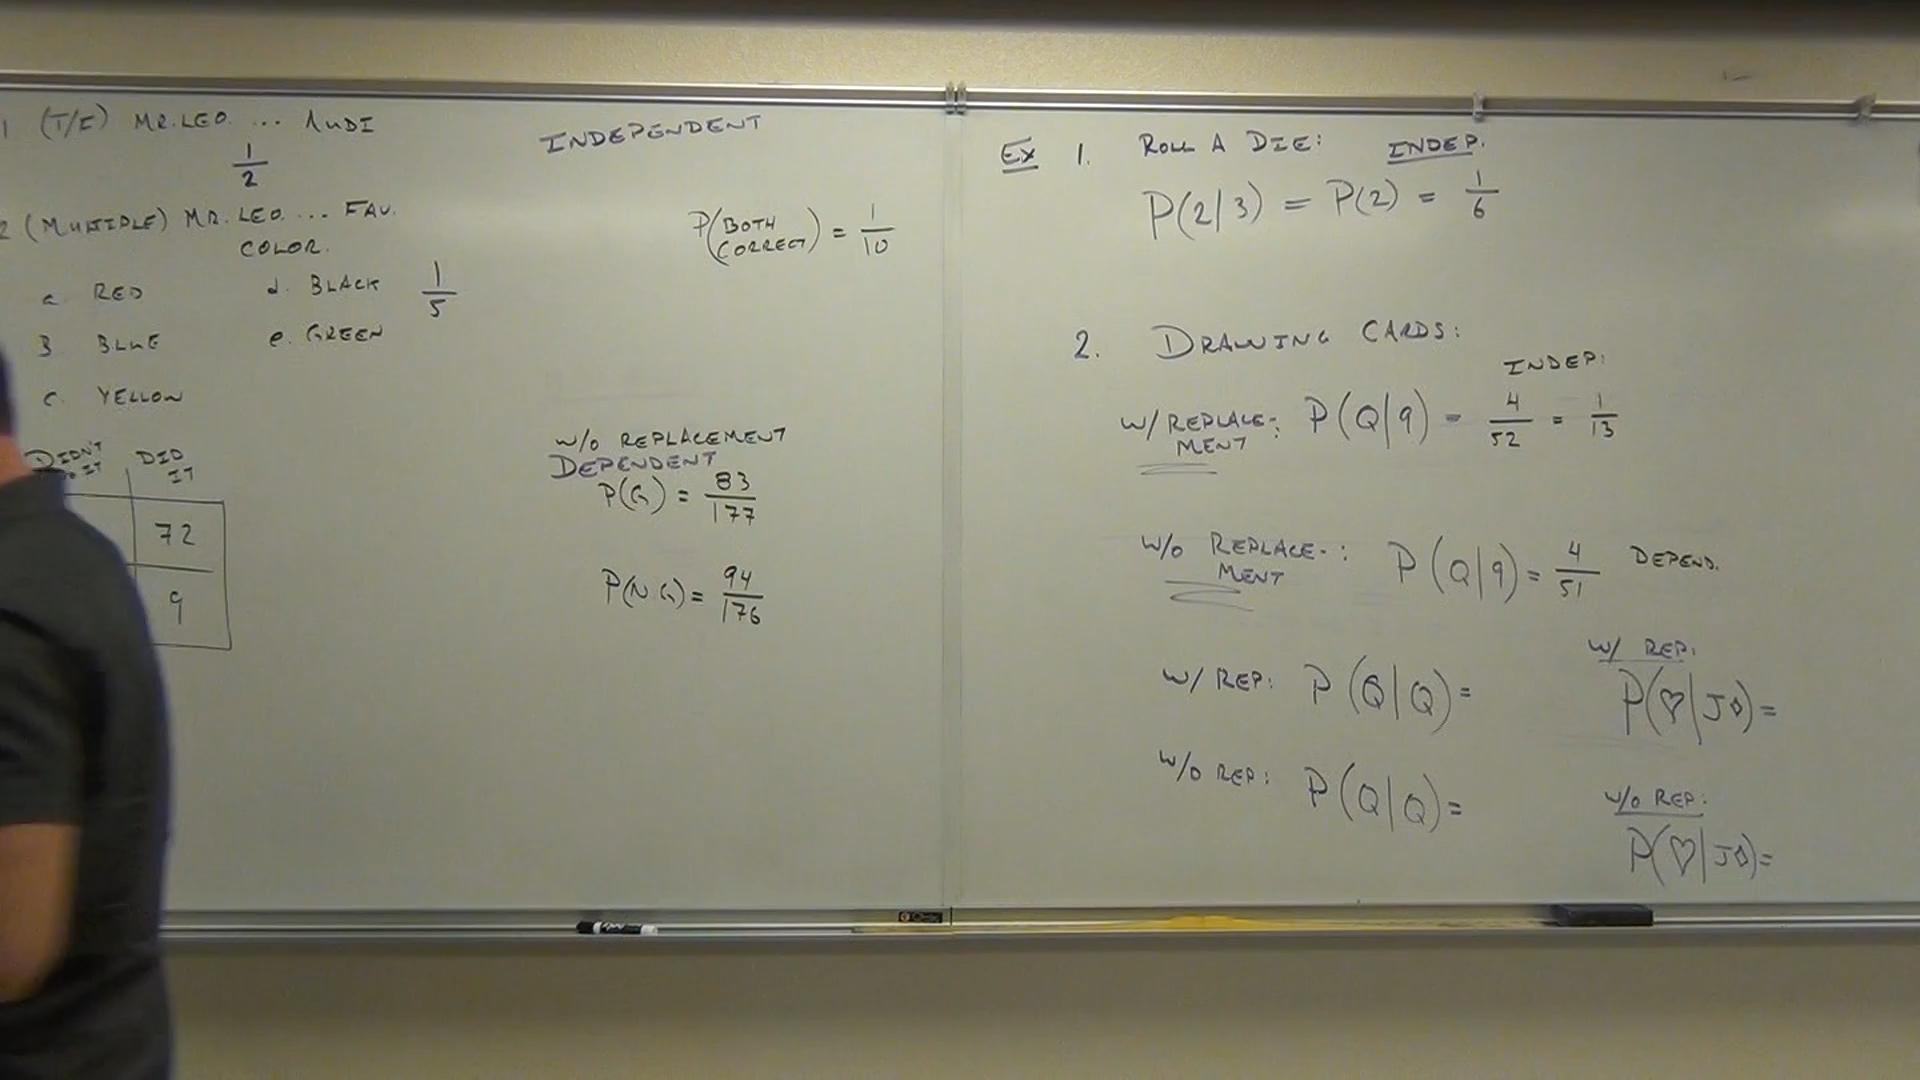 1 (T/F) MR. LEO. ... AUDI
1/2
2 (MULTIPLE) MR. LEO. ... FAV. COLOR.
a. RED
d. BLACK
1/5
B BLUE
e. GREEN
c. YELLOW
DIDN'T DO IT
DID IT
72
9
INDEPENDENT
P(BOTH CORRECT) = 1/10
W/O REPLACEMENT
DEPENDENT
P(G) = 83/177
P(N.G) = 94/176
EX 1. ROLL A DIE: INDEP.
P(2|3) = P(2) = 1/6
2. DRAWING CARDS:
INDEP:
W/ REPLACE-MENT: P(Q|9) = 4/52 = 1/13
W/O REPLACE-MENT: P(Q|9) = 4/51 DEPEND.
W/ REP: P(Q|Q) =
W/O REP: P(Q|Q) =
W/ REP:
P(♡|J◊) =
W/O REP:
P(♡|J◊) =